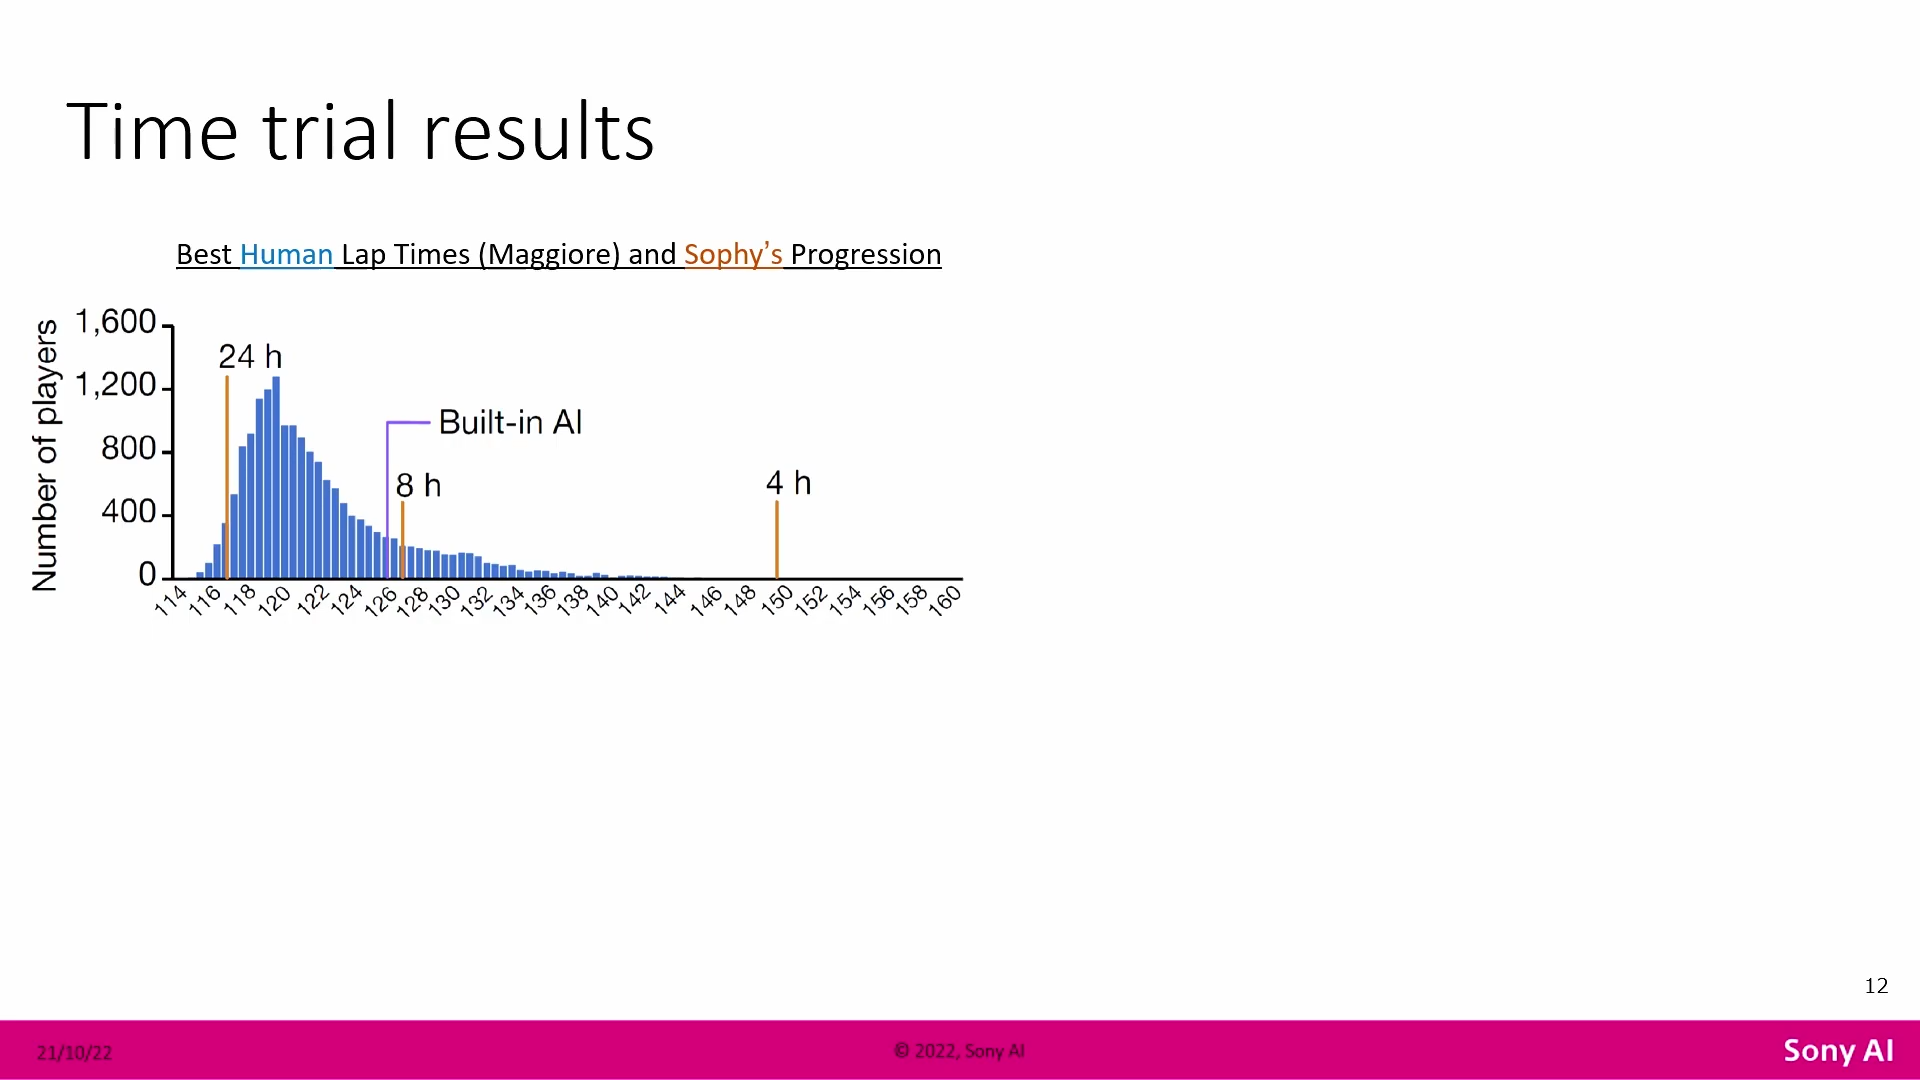 Time trial results
Best Human Lap Times (Maggiore) and Sophy’s Progression
Number of players
1,600
1,200
800
400
0
24 h
Built-in AI
8 h
4 h
114 116 118 120 122 124 126 128 130 132 134 136 138 140 142 144 146 148 150 152 154 156 158 160
12
21/10/22
© 2022, Sony AI
Sony AI